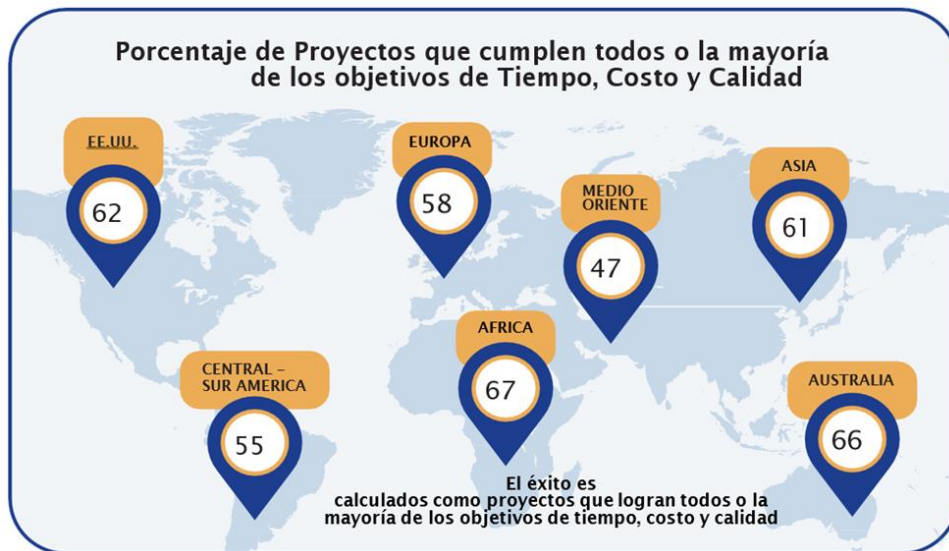 Porcentaje de Proyectos que cumplen todos o la mayoría
de los objetivos de Tiempo, Costo y Calidad
EE.UU.
62
EUROPA
58
MEDIO
ORIENTE
47
ASIA
61
CENTRAL –
SUR AMERICA
55
AFRICA
67
AUSTRALIA
66
El éxito es
calculados como proyectos que logran todos o la
mayoría de los objetivos de tiempo, costo y calidad